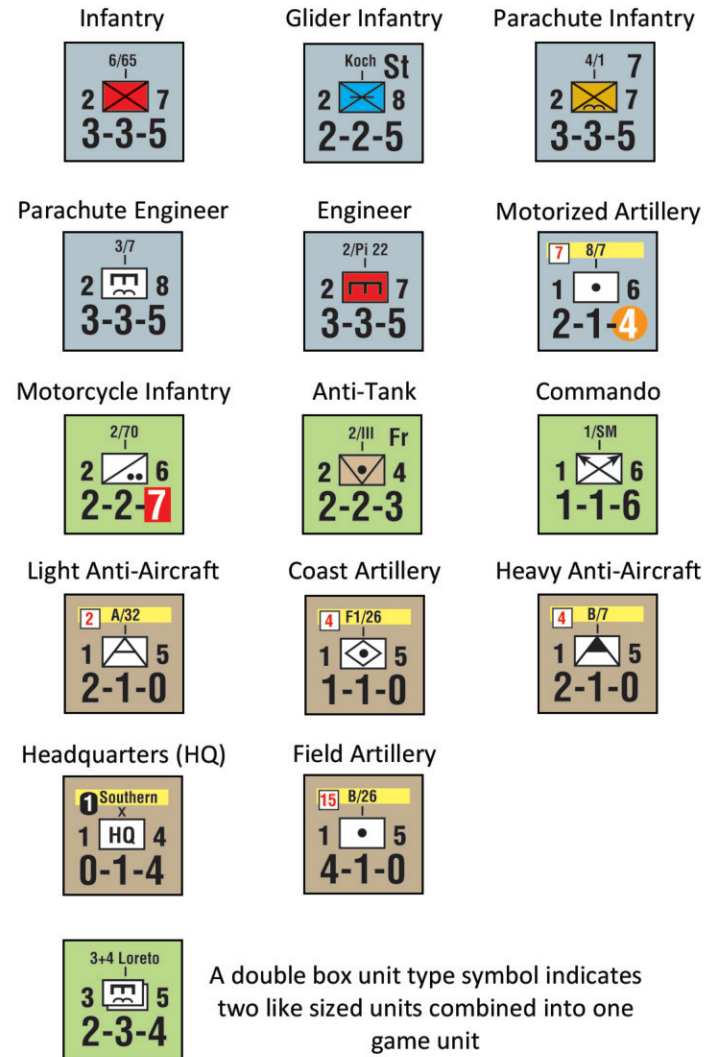 Infantry
6/65
2 7
3-3-5
Glider Infantry
Koch St
2 8
2-2-5
Parachute Infantry
4/1 7
2 7
3-3-5
Parachute Engineer
3/7
2 8
3-3-5
Engineer
2/Pi 22
2 7
3-3-5
Motorized Artillery
7 8/7
1 6
2-1-4
Motorcycle Infantry
2/70
2 6
2-2-7
Anti-Tank
2/III Fr
2 4
2-2-3
Commando
1/SM
1 6
1-1-6
Light Anti-Aircraft
2 A/32
1 5
2-1-0
Coast Artillery
4 F1/26
1 5
1-1-0
Heavy Anti-Aircraft
4 B/7
1 5
2-1-0
Headquarters (HQ)
1 Southern
X
1 HQ 4
0-1-4
Field Artillery
15 B/26
1 5
4-1-0
3+4 Loreto
3 5
2-3-4
A double box unit type symbol indicates
two like sized units combined into one
game unit